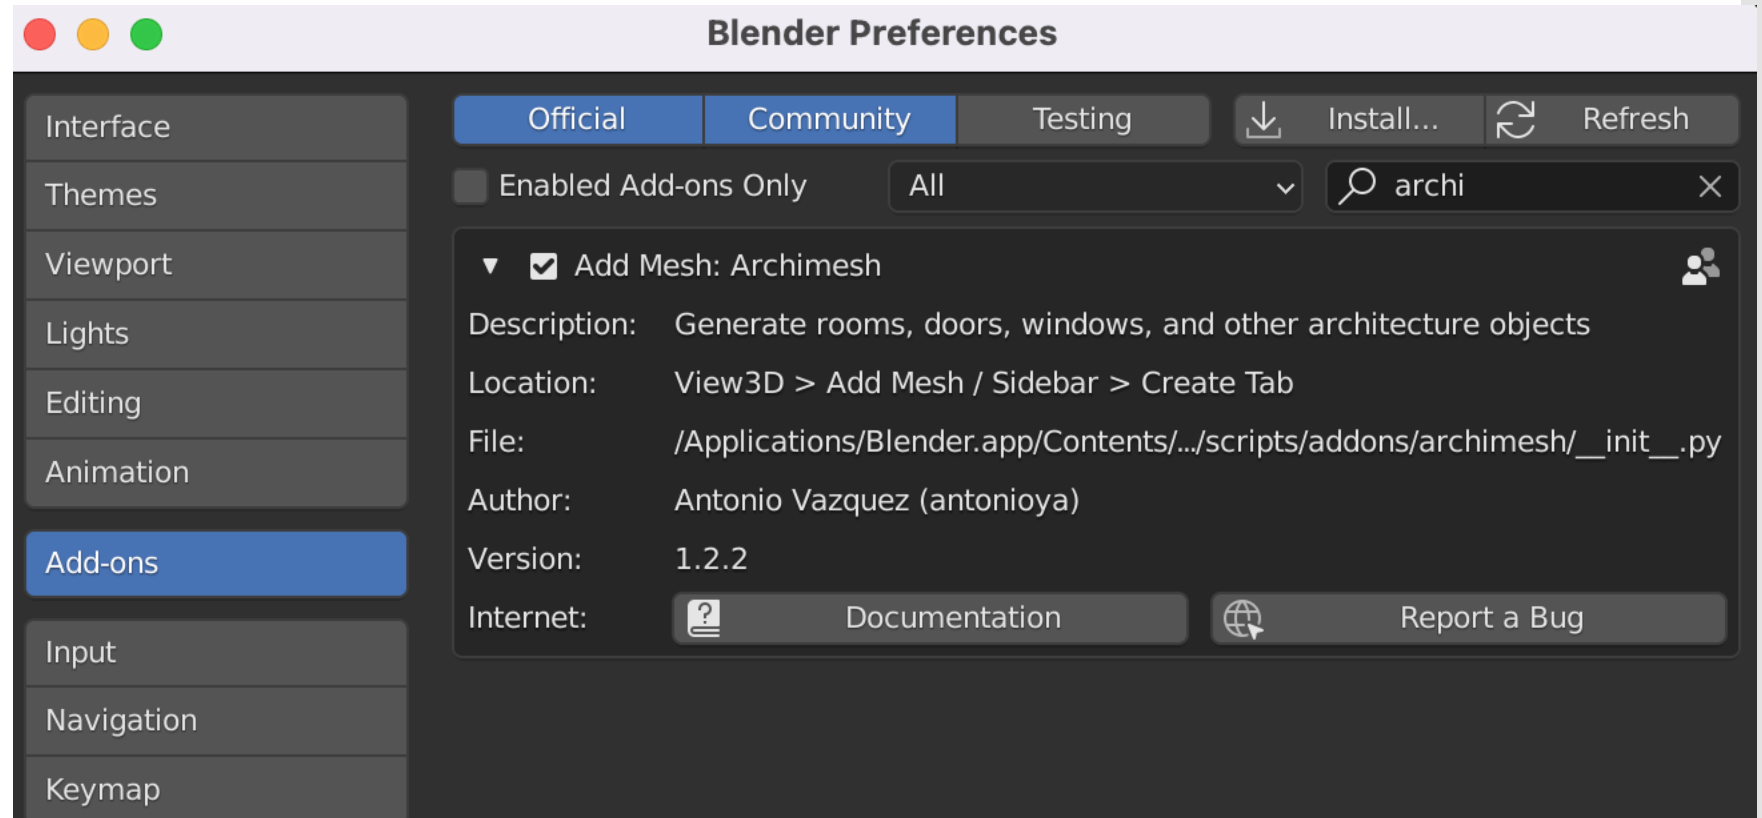 Blender Preferences
Interface
Themes
Viewport
Lights
Editing
Animation
Add-ons
Input
Navigation
Keymap
Official Community Testing Install... Refresh
Enabled Add-ons Only All archi
Add Mesh: Archimesh
Description: Generate rooms, doors, windows, and other architecture objects
Location: View3D > Add Mesh / Sidebar > Create Tab
File: /Applications/Blender.app/Contents/.../scripts/addons/archimesh/__init__.py
Author: Antonio Vazquez (antonioya)
Version: 1.2.2
Internet: Documentation Report a Bug